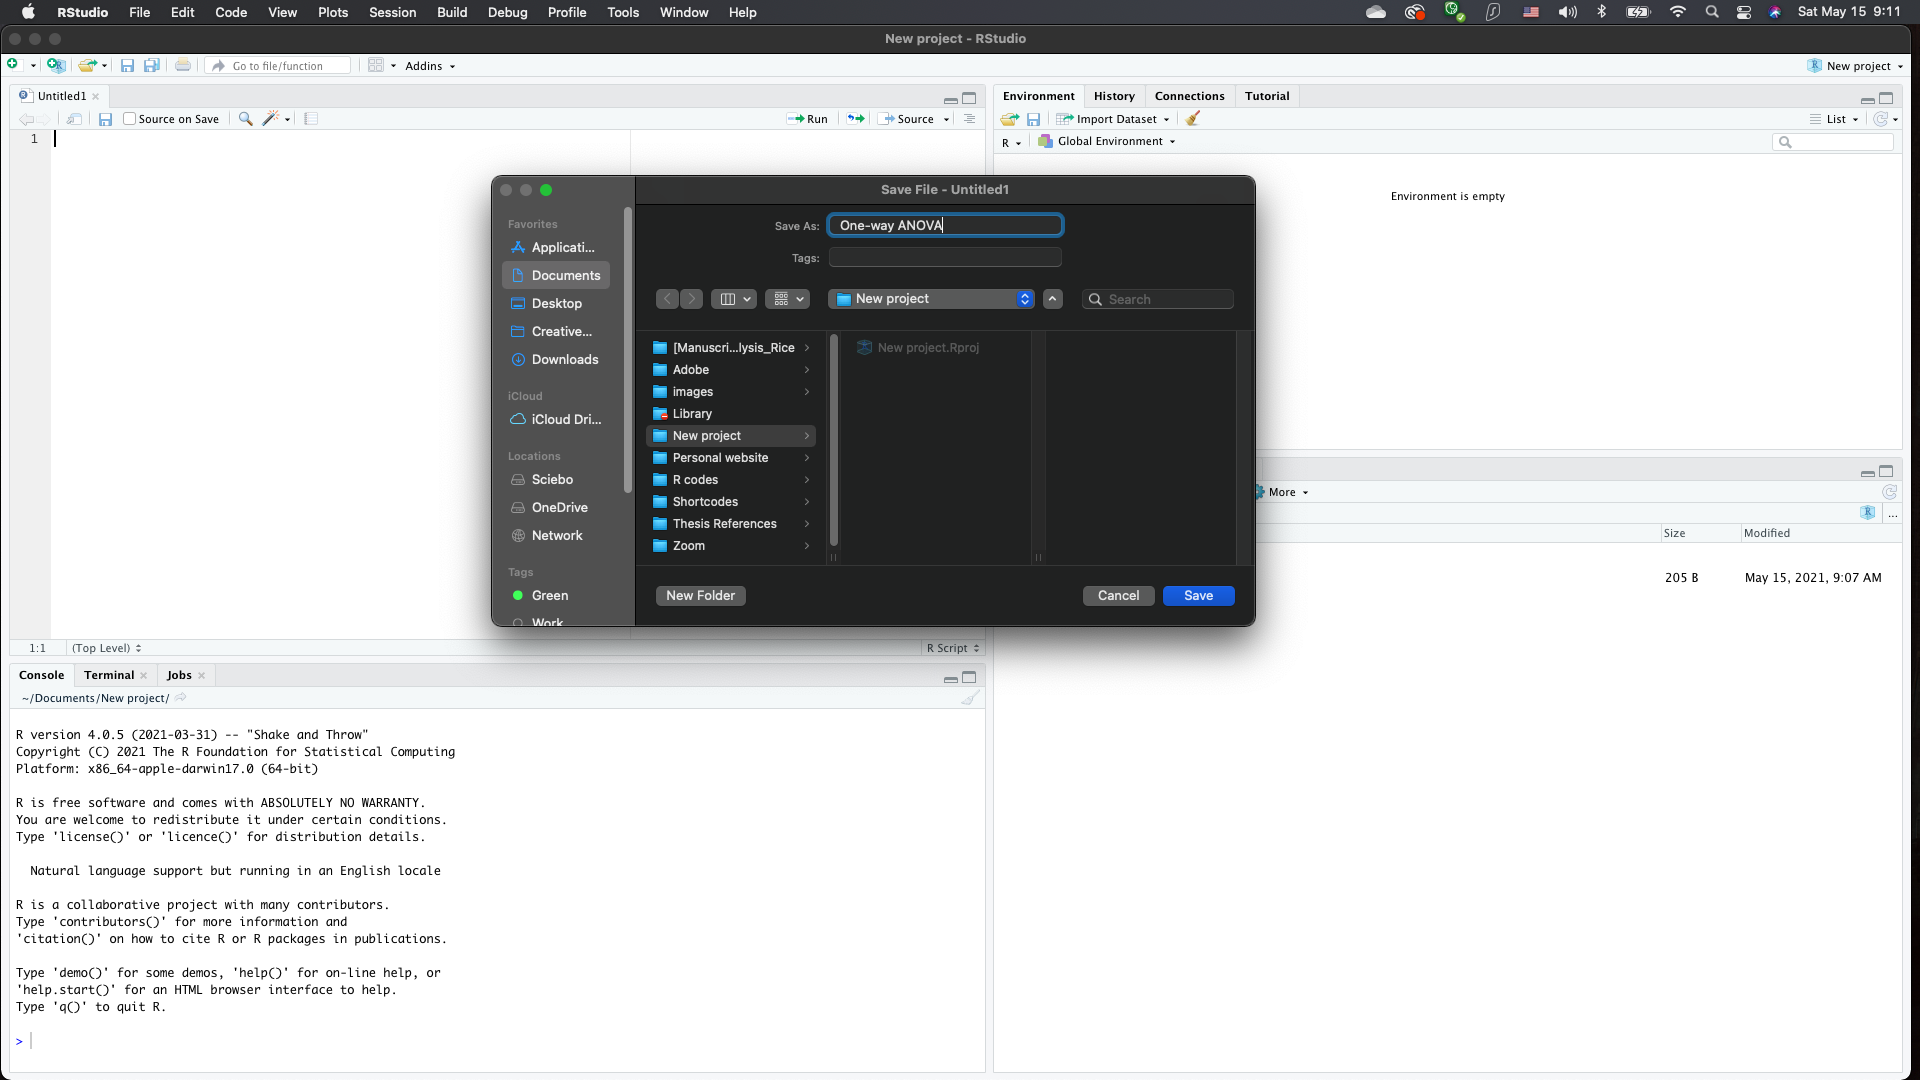 RStudio File Edit Code View Plots Session Build Debug Profile Tools Window Help Sat May 15 9:11
New project - RStudio
Go to file/function Addins New project
Untitled1
Source on Save Run Source
1
1:1 (Top Level) R Script
Environment History Connections Tutorial
Import Dataset List
R Global Environment
Environment is empty
More
...
Size Modified
205 B May 15, 2021, 9:07 AM
Save File - Untitled1
Save As: One-way ANOVA
Tags:
New project Search
Favorites
Applicati...
Documents
Desktop
Creative...
Downloads
iCloud
iCloud Dri...
Locations
Sciebo
OneDrive
Network
Tags
Green
Work
[Manuscri...lysis_Rice
Adobe
images
Library
New project
Personal website
R codes
Shortcodes
Thesis References
Zoom
New project.Rproj
New Folder Cancel Save
Console Terminal Jobs
~/Documents/New project/
R version 4.0.5 (2021-03-31) -- "Shake and Throw"
Copyright (C) 2021 The R Foundation for Statistical Computing
Platform: x86_64-apple-darwin17.0 (64-bit)
R is free software and comes with ABSOLUTELY NO WARRANTY.
You are welcome to redistribute it under certain conditions.
Type 'license()' or 'licence()' for distribution details.
Natural language support but running in an English locale
R is a collaborative project with many contributors.
Type 'contributors()' for more information and
'citation()' on how to cite R or R packages in publications.
Type 'demo()' for some demos, 'help()' for on-line help, or
'help.start()' for an HTML browser interface to help.
Type 'q()' to quit R.
>